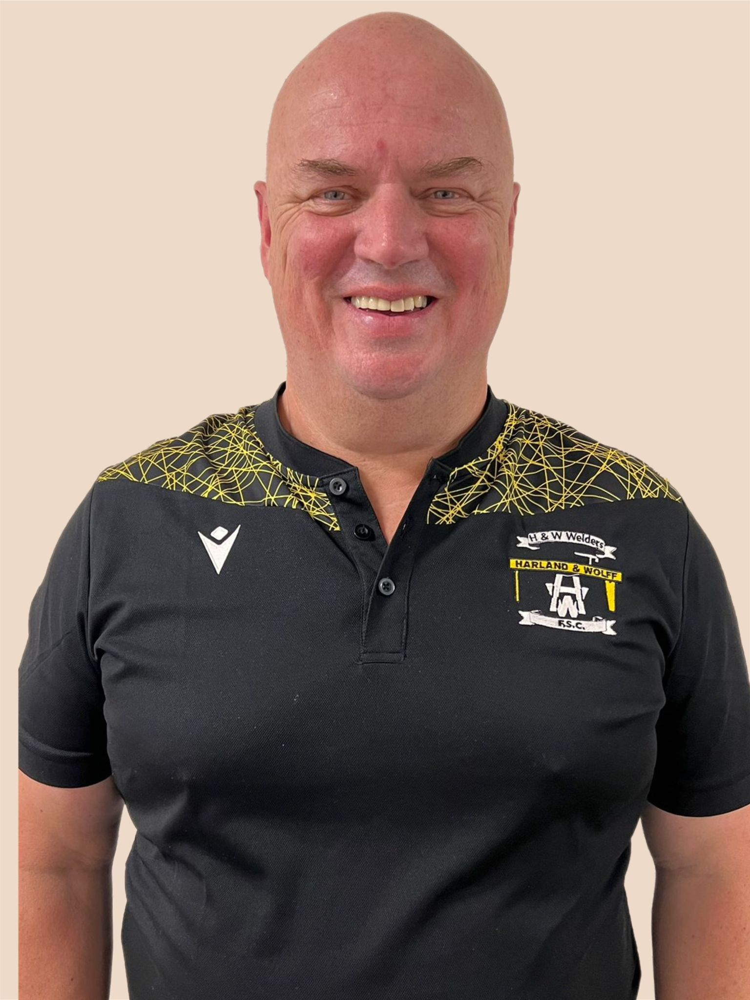 H & W Welders
HARLAND & WOLFF
H
W
F.S.C.